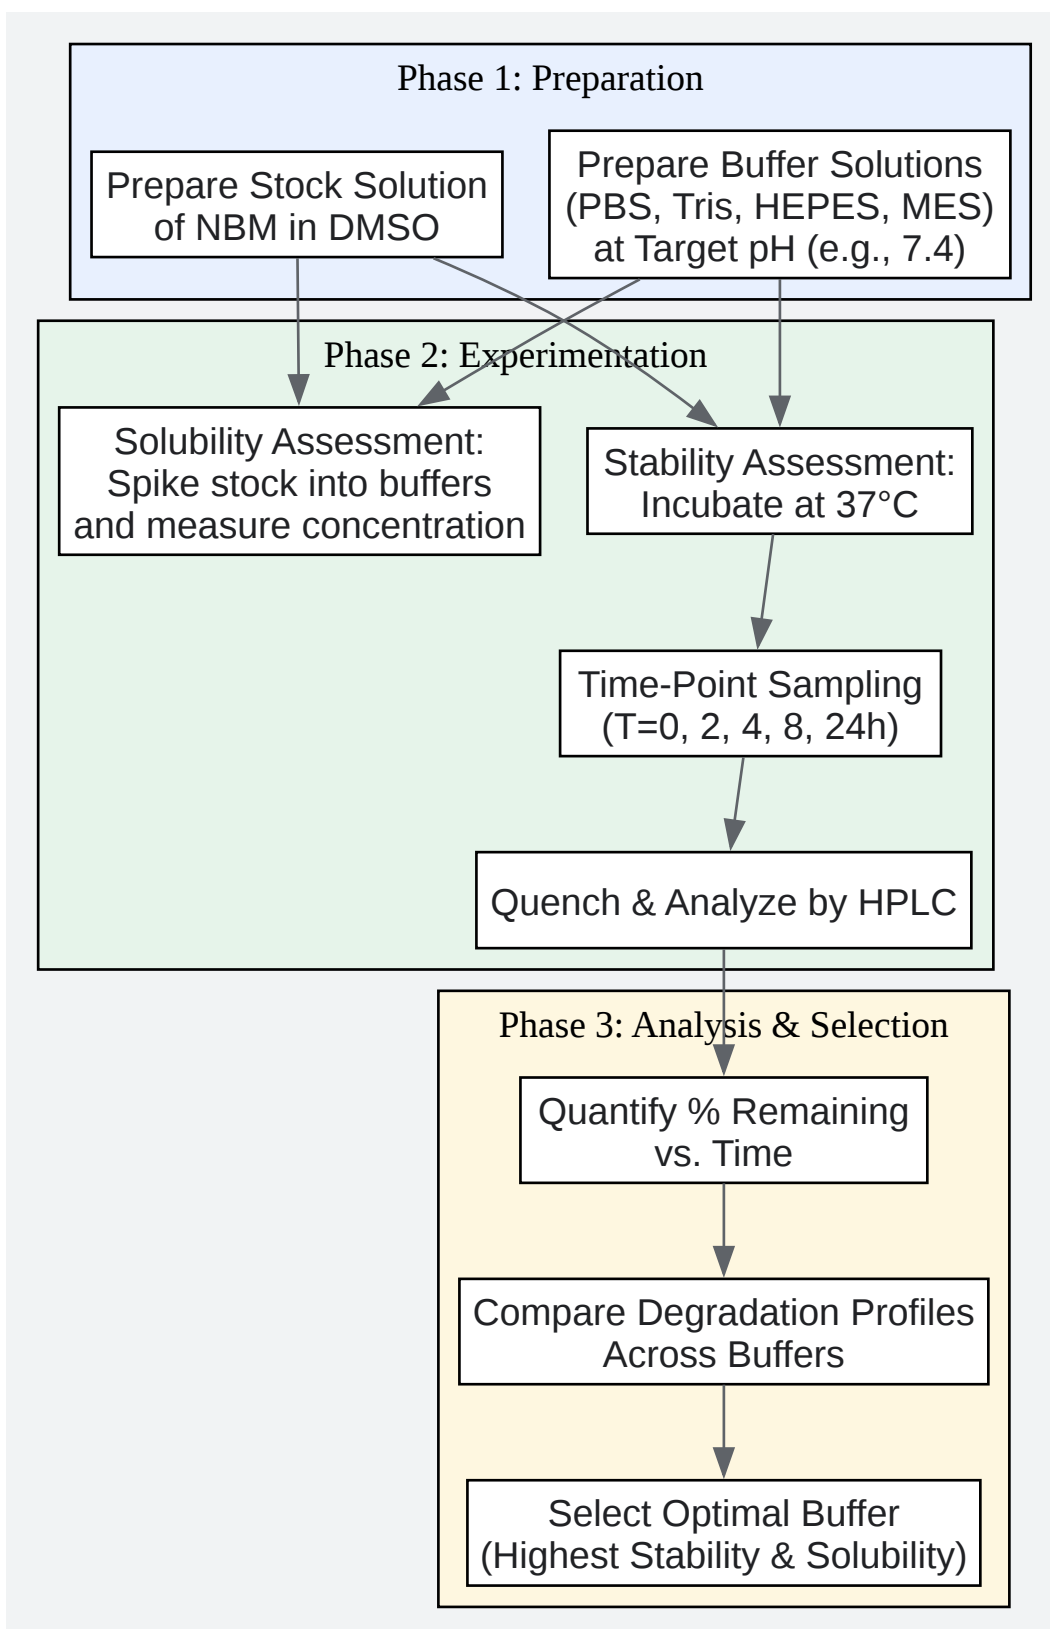 Phase 1: Preparation
Prepare Stock Solution
of NBM in DMSO
Prepare Buffer Solutions
(PBS, Tris, HEPES, MES)
at Target pH (e.g., 7.4)
Phase 2: Experimentation
Solubility Assessment:
Spike stock into buffers
and measure concentration
Stability Assessment:
Incubate at 37°C
Time-Point Sampling
(T=0, 2, 4, 8, 24h)
Quench & Analyze by HPLC
Phase 3: Analysis & Selection
Quantify % Remaining
vs. Time
Compare Degradation Profiles
Across Buffers
Select Optimal Buffer
(Highest Stability & Solubility)